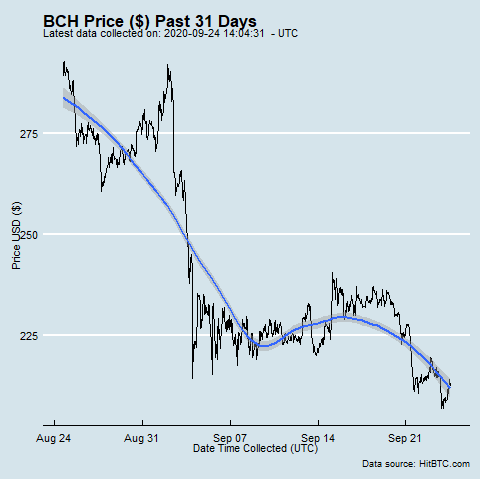 BCH Price ($) Past 31 Days
Latest data collected on: 2020-09-24 14:04:31  - UTC
275
250
225
Price USD ($)
Aug 24 Aug 31 Sep 07 Sep 14 Sep 21
Date Time Collected (UTC)
Data source: HitBTC.com